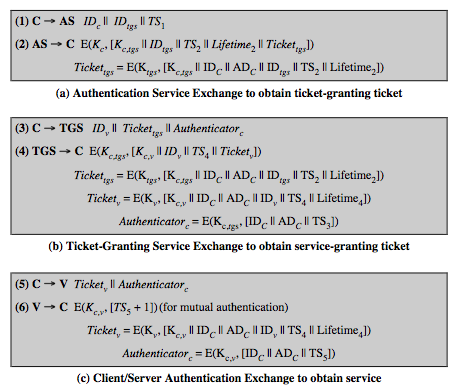 (1) C → AS ID_c || ID_tgs || TS_1
(2) AS → C E(K_c, [K_c,tgs || ID_tgs || TS_2 || Lifetime_2 || Ticket_tgs])
Ticket_tgs = E(K_tgs, [K_c,tgs || ID_C || AD_C || ID_tgs || TS_2 || Lifetime_2])
(a) Authentication Service Exchange to obtain ticket-granting ticket
(3) C → TGS ID_v || Ticket_tgs || Authenticator_c
(4) TGS → C E(K_c,tgs, [K_c,v || ID_v || TS_4 || Ticket_v])
Ticket_tgs = E(K_tgs, [K_c,tgs || ID_C || AD_C || ID_tgs || TS_2 || Lifetime_2])
Ticket_v = E(K_v, [K_c,v || ID_C || AD_C || ID_v || TS_4 || Lifetime_4])
Authenticator_c = E(K_c,tgs, [ID_C || AD_C || TS_3])
(b) Ticket-Granting Service Exchange to obtain service-granting ticket
(5) C → V Ticket_v || Authenticator_c
(6) V → C E(K_c,v, [TS_5 + 1]) (for mutual authentication)
Ticket_v = E(K_v, [K_c,v || ID_C || AD_C || ID_v || TS_4 || Lifetime_4])
Authenticator_c = E(K_c,v, [ID_C || AD_C || TS_5])
(c) Client/Server Authentication Exchange to obtain service